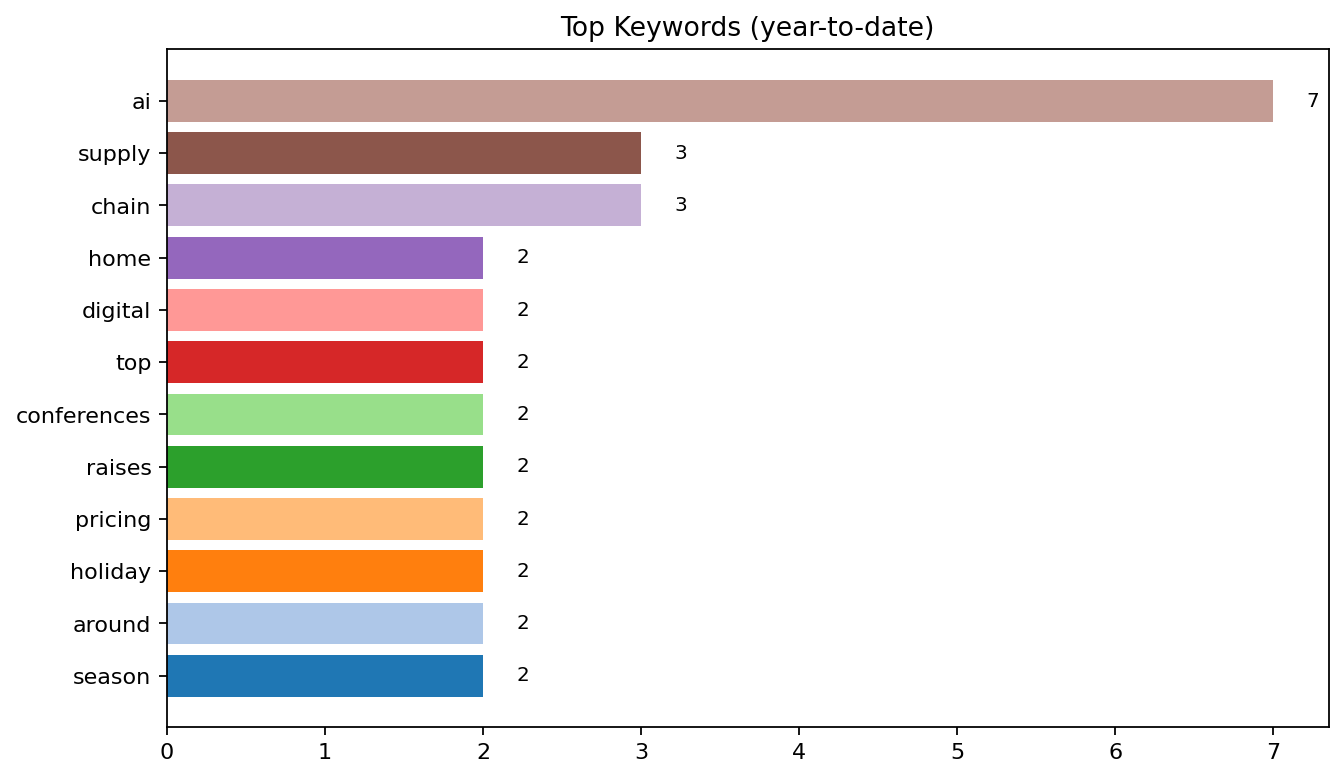 Top Keywords (year-to-date)
ai 7
supply 3
chain 3
home 2
digital 2
top 2
conferences 2
raises 2
pricing 2
holiday 2
around 2
season 2
0 1 2 3 4 5 6 7